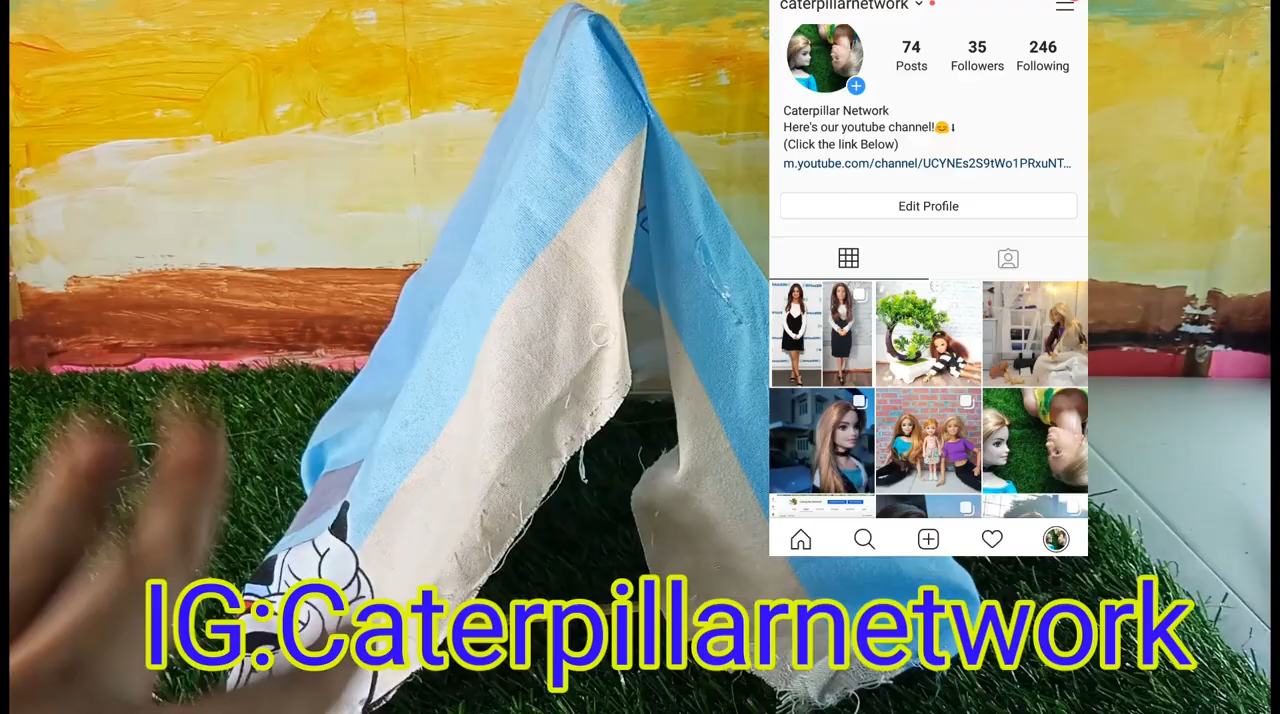 caterpillarnetwork
74
35
246
Posts
Followers
Following
Caterpillar Network
Here's our youtube channel!😊⬇
(Click the link Below)
m.youtube.com/channel/UCYNEs2S9tWo1PRxuNT...
Edit Profile
IG:Caterpillarnetwork